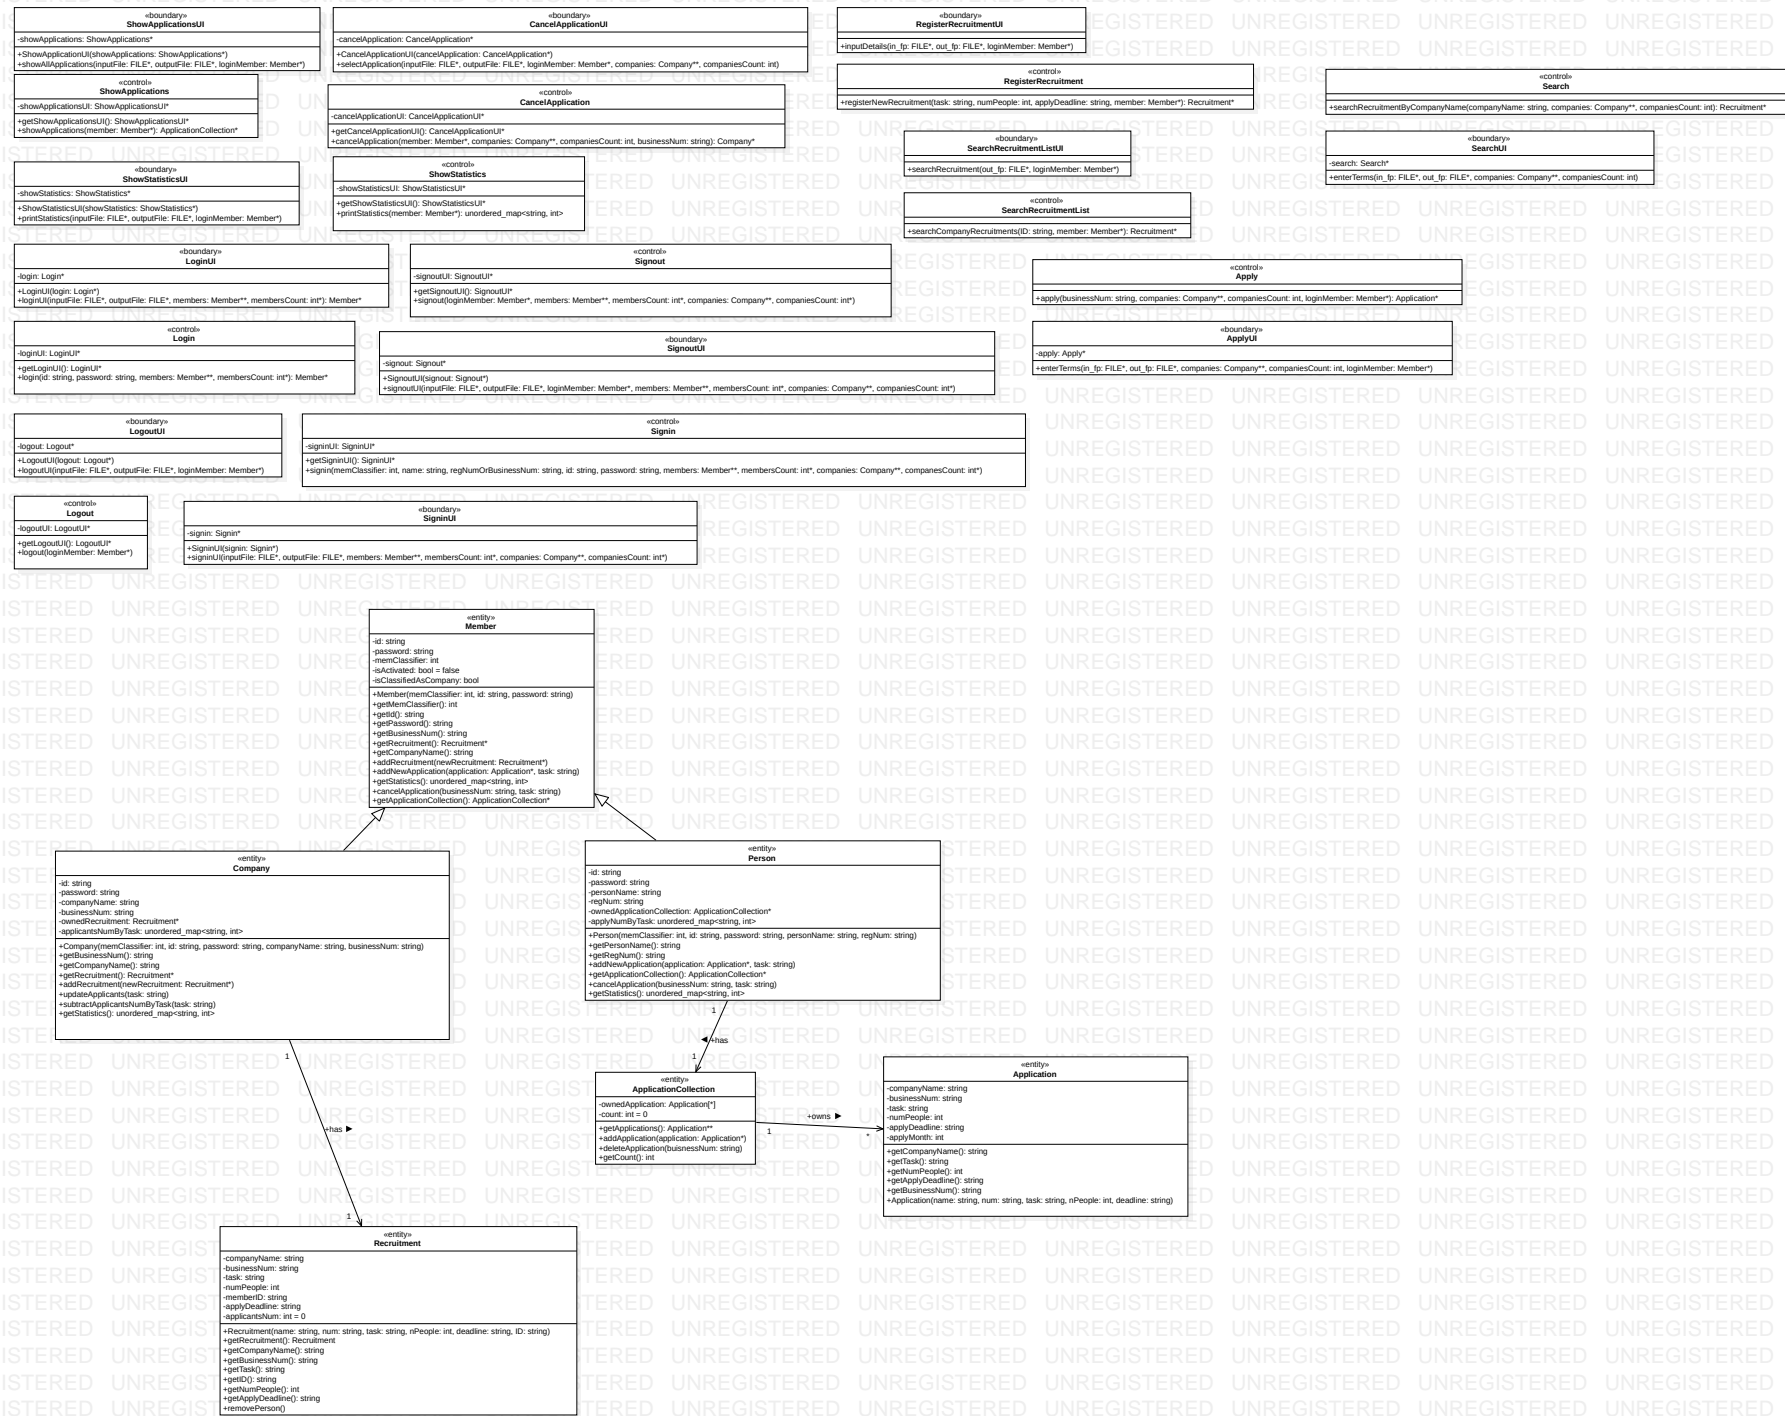 «boundary»
ShowApplicationsUI
-showApplications: ShowApplications*
+ShowApplicationUI(showApplications: ShowApplications*)
+showAllApplications(inputFile: FILE*, outputFile: FILE*, loginMember: Member*)
«boundary»
CancelApplicationUI
-cancelApplication: CancelApplication*
+CancelApplicationUI(cancelApplication: CancelApplication*)
+selectApplication(inputFile: FILE*, outputFile: FILE*, loginMember: Member*, companies: Company**, companiesCount: int)
«boundary»
RegisterRecruitmentUI
+inputDetails(in_fp: FILE*, out_fp: FILE*, loginMember: Member*)
«control»
ShowApplications
-showApplicationsUI: ShowApplicationsUI*
+getShowApplicationsUI(): ShowApplicationsUI*
+showApplications(member: Member*): ApplicationCollection*
«control»
CancelApplication
-cancelApplicationUI: CancelApplicationUI*
+getCancelApplicationUI(): CancelApplicationUI*
+cancelApplication(member: Member*, companies: Company**, companiesCount: int, businessNum: string): Company*
«control»
RegisterRecruitment
+registerNewRecruitment(task: string, numPeople: int, applyDeadline: string, member: Member*): Recruitment*
«control»
Search
+searchRecruitmentByCompanyName(companyName: string, companies: Company**, companiesCount: int): Recruitment*
«boundary»
SearchRecruitmentListUI
+searchRecruitment(out_fp: FILE*, loginMember: Member*)
«boundary»
SearchUI
-search: Search*
+enterTerms(in_fp: FILE*, out_fp: FILE*, companies: Company**, companiesCount: int)
«boundary»
ShowStatisticsUI
-showStatistics: ShowStatistics*
+ShowStatisticsUI(showStatistics: ShowStatistics*)
+printStatistics(inputFile: FILE*, outputFile: FILE*, loginMember: Member*)
«control»
ShowStatistics
-showStatisticsUI: ShowStatisticsUI*
+getShowStatisticsUI(): ShowStatisticsUI*
+printStatistics(member: Member*): unordered_map<string, int>
«control»
SearchRecruitmentList
+searchCompanyRecruitments(ID: string, member: Member*): Recruitment*
«boundary»
LoginUI
-login: Login*
+LoginUI(login: Login*)
+loginUI(inputFile: FILE*, outputFile: FILE*, members: Member**, membersCount: int*): Member*
«control»
Signout
-signoutUI: SignoutUI*
+getSignoutUI(): SignoutUI*
+signout(loginMember: Member*, members: Member**, membersCount: int*, companies: Company**, companiesCount: int*)
«control»
Apply
+apply(businessNum: string, companies: Company**, companiesCount: int, loginMember: Member*): Application*
«control»
Login
-loginUI: LoginUI*
+getLoginUI(): LoginUI*
+login(id: string, password: string, members: Member**, membersCount: int*): Member*
«boundary»
SignoutUI
-signout: Signout*
+SignoutUI(signout: Signout*)
+signoutUI(inputFile: FILE*, outputFile: FILE*, loginMember: Member*, members: Member**, membersCount: int*, companies: Company**, companiesCount: int*)
«boundary»
ApplyUI
-apply: Apply*
+enterTerms(in_fp: FILE*, out_fp: FILE*, companies: Company**, companiesCount: int, loginMember: Member*)
«boundary»
LogoutUI
-logout: Logout*
+LogoutUI(logout: Logout*)
+logoutUI(inputFile: FILE*, outputFile: FILE*, loginMember: Member*)
«control»
Signin
-signinUI: SigninUI*
+getSigninUI(): SigninUI*
+signin(memClassifier: int, name: string, regNumOrBusinessNum: string, id: string, password: string, members: Member**, membersCount: int*, companies: Company**, companesCount: int*)
«control»
Logout
-logoutUI: LogoutUI*
+getLogoutUI(): LogoutUI*
+logout(loginMember: Member*)
«boundary»
SigninUI
-signin: Signin*
+SigninUI(signin: Signin*)
+signinUI(inputFile: FILE*, outputFile: FILE*, members: Member**, membersCount: int*, companies: Company**, companiesCount: int*)
«entity»
Member
-id: string
-password: string
-memClassifier: int
-isActivated: bool = false
-isClassifiedAsCompany: bool
+Member(memClassifier: int, id: string, password: string)
+getMemClassifier(): int
+getId(): string
+getPassword(): string
+getBusinessNum(): string
+getRecruitment(): Recruitment*
+getCompanyName(): string
+addRecruitment(newRecruitment: Recruitment*)
+addNewApplication(application: Application*, task: string)
+getStatistics(): unordered_map<string, int>
+cancelApplication(businessNum: string, task: string)
+getApplicationCollection(): ApplicationCollection*
«entity»
Company
-id: string
-password: string
-companyName: string
-businessNum: string
-ownedRecruitment: Recruitment*
-applicantsNumByTask: unordered_map<string, int>
+Company(memClassifier: int, id: string, password: string, companyName: string, businessNum: string)
+getBusinessNum(): string
+getCompanyName(): string
+getRecruitment(): Recruitment*
+addRecruitment(newRecruitment: Recruitment*)
+updateApplicants(task: string)
+subtractApplicantsNumByTask(task: string)
+getStatistics(): unordered_map<string, int>
«entity»
Person
-id: string
-password: string
-personName: string
-regNum: string
-ownedApplicationCollection: ApplicationCollection*
-applyNumByTask: unordered_map<string, int>
+Person(memClassifier: int, id: string, password: string, personName: string, regNum: string)
+getPersonName(): string
+getRegNum(): string
+addNewApplication(application: Application*, task: string)
+getApplicationCollection(): ApplicationCollection*
+cancelApplication(businessNum: string, task: string)
+getStatistics(): unordered_map<string, int>
1
◀ +has
1
1
+has ▶
1
«entity»
ApplicationCollection
-ownedApplication: Application[*]
-count: int = 0
+getApplications(): Application**
+addApplication(application: Application*)
+deleteApplication(buisnessNum: string)
+getCount(): int
+owns ▶
1
*
«entity»
Application
-companyName: string
-businessNum: string
-task: string
-numPeople: int
-applyDeadline: string
-applyMonth: int
+getCompanyName(): string
+getTask(): string
+getNumPeople(): int
+getApplyDeadline(): string
+getBusinessNum(): string
+Application(name: string, num: string, task: string, nPeople: int, deadline: string)
«entity»
Recruitment
-companyName: string
-businessNum: string
-task: string
-numPeople: int
-memberID: string
-applyDeadline: string
-applicantsNum: int = 0
+Recruitment(name: string, num: string, task: string, nPeople: int, deadline: string, ID: string)
+getRecruitment(): Recruitment
+getCompanyName(): string
+getBusinessNum(): string
+getTask(): string
+getID(): string
+getNumPeople(): int
+getApplyDeadline(): string
+removePerson()
UNREGISTERED